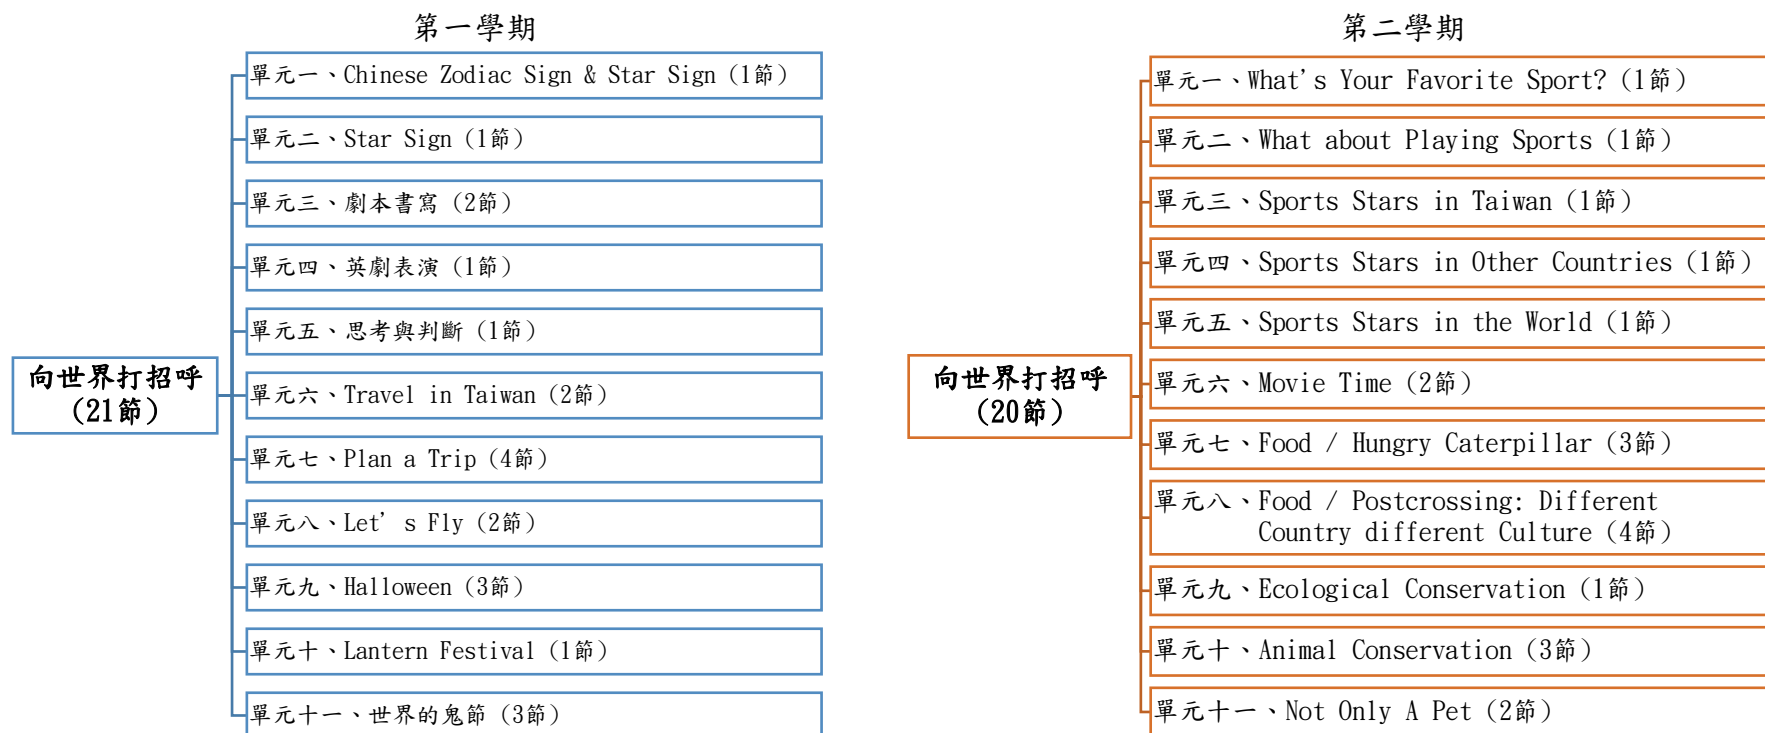 第一學期
向世界打招呼
(21節)
單元一、Chinese Zodiac Sign & Star Sign (1節)
單元二、Star Sign (1節)
單元三、劇本書寫 (2節)
單元四、英劇表演 (1節)
單元五、思考與判斷 (1節)
單元六、Travel in Taiwan (2節)
單元七、Plan a Trip (4節)
單元八、Let’s Fly (2節)
單元九、Halloween (3節)
單元十、Lantern Festival (1節)
單元十一、世界的鬼節 (3節)
第二學期
向世界打招呼
(20節)
單元一、What's Your Favorite Sport? (1節)
單元二、What about Playing Sports (1節)
單元三、Sports Stars in Taiwan (1節)
單元四、Sports Stars in Other Countries (1節)
單元五、Sports Stars in the World (1節)
單元六、Movie Time (2節)
單元七、Food / Hungry Caterpillar (3節)
單元八、Food / Postcrossing: Different
Country different Culture (4節)
單元九、Ecological Conservation (1節)
單元十、Animal Conservation (3節)
單元十一、Not Only A Pet (2節)